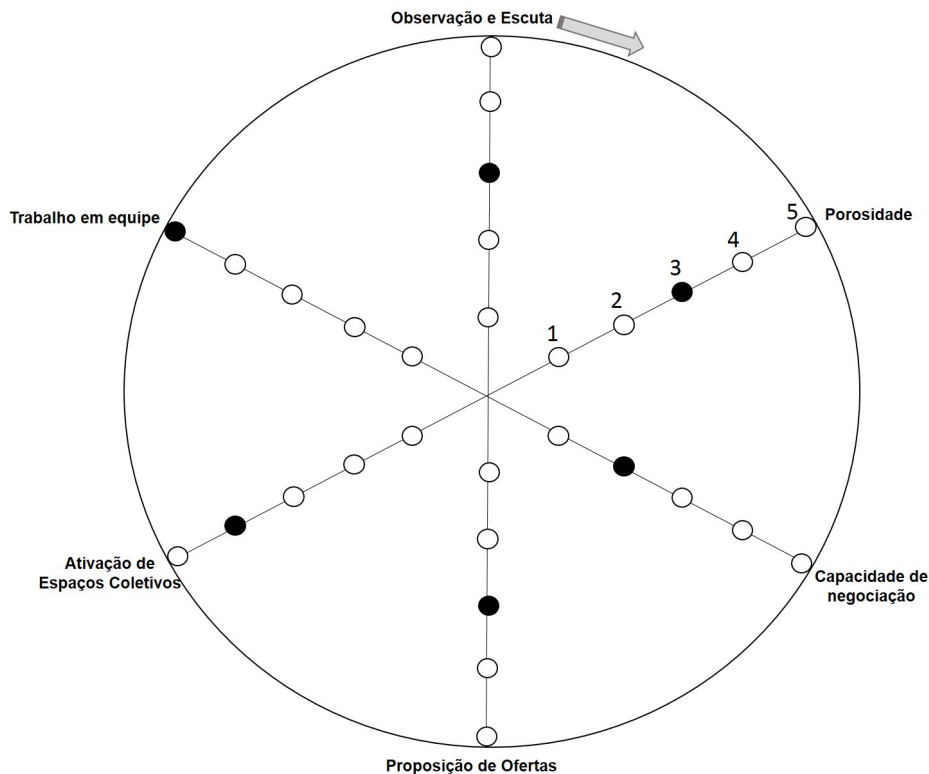 Observação e Escuta
Trabalho em equipe
5
Porosidade
4
3
2
1
Ativação de
Espaços Coletivos
Capacidade de
negociação
Proposição de Ofertas